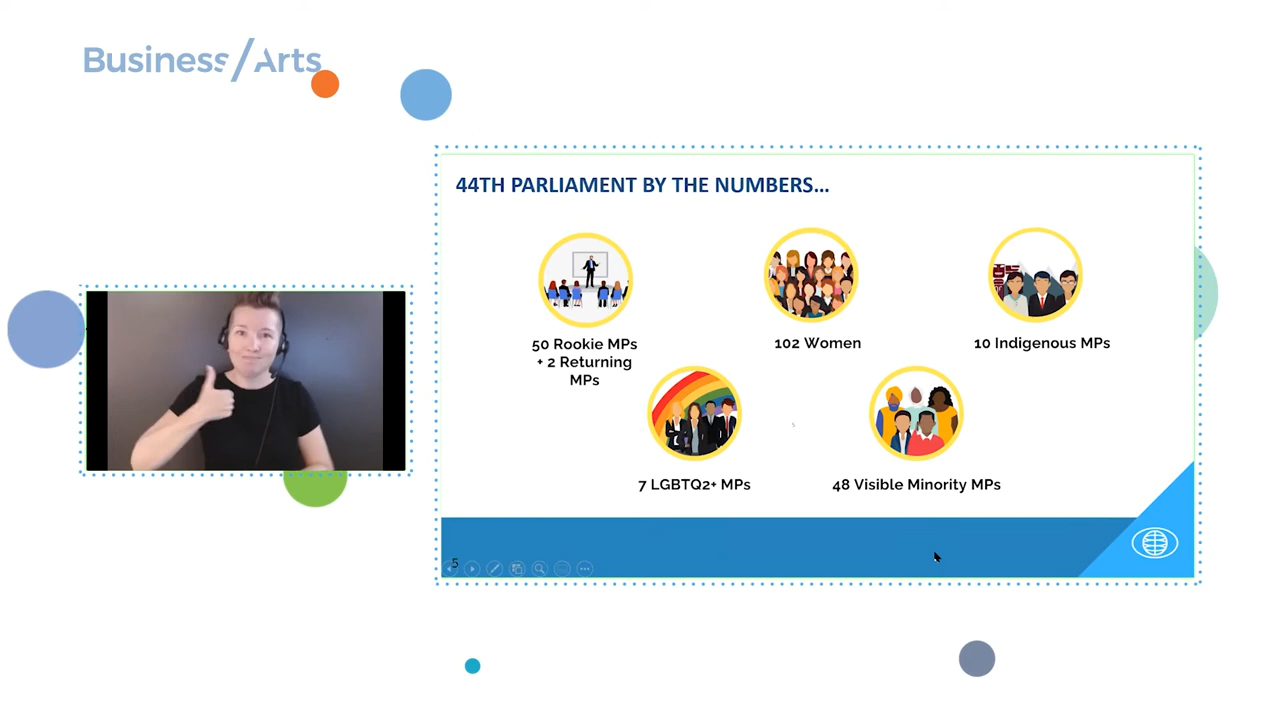 Business/Arts
44TH PARLIAMENT BY THE NUMBERS...
50 Rookie MPs
+ 2 Returning
MPs
102 Women
10 Indigenous MPs
7 LGBTQ2+ MPs
48 Visible Minority MPs
5